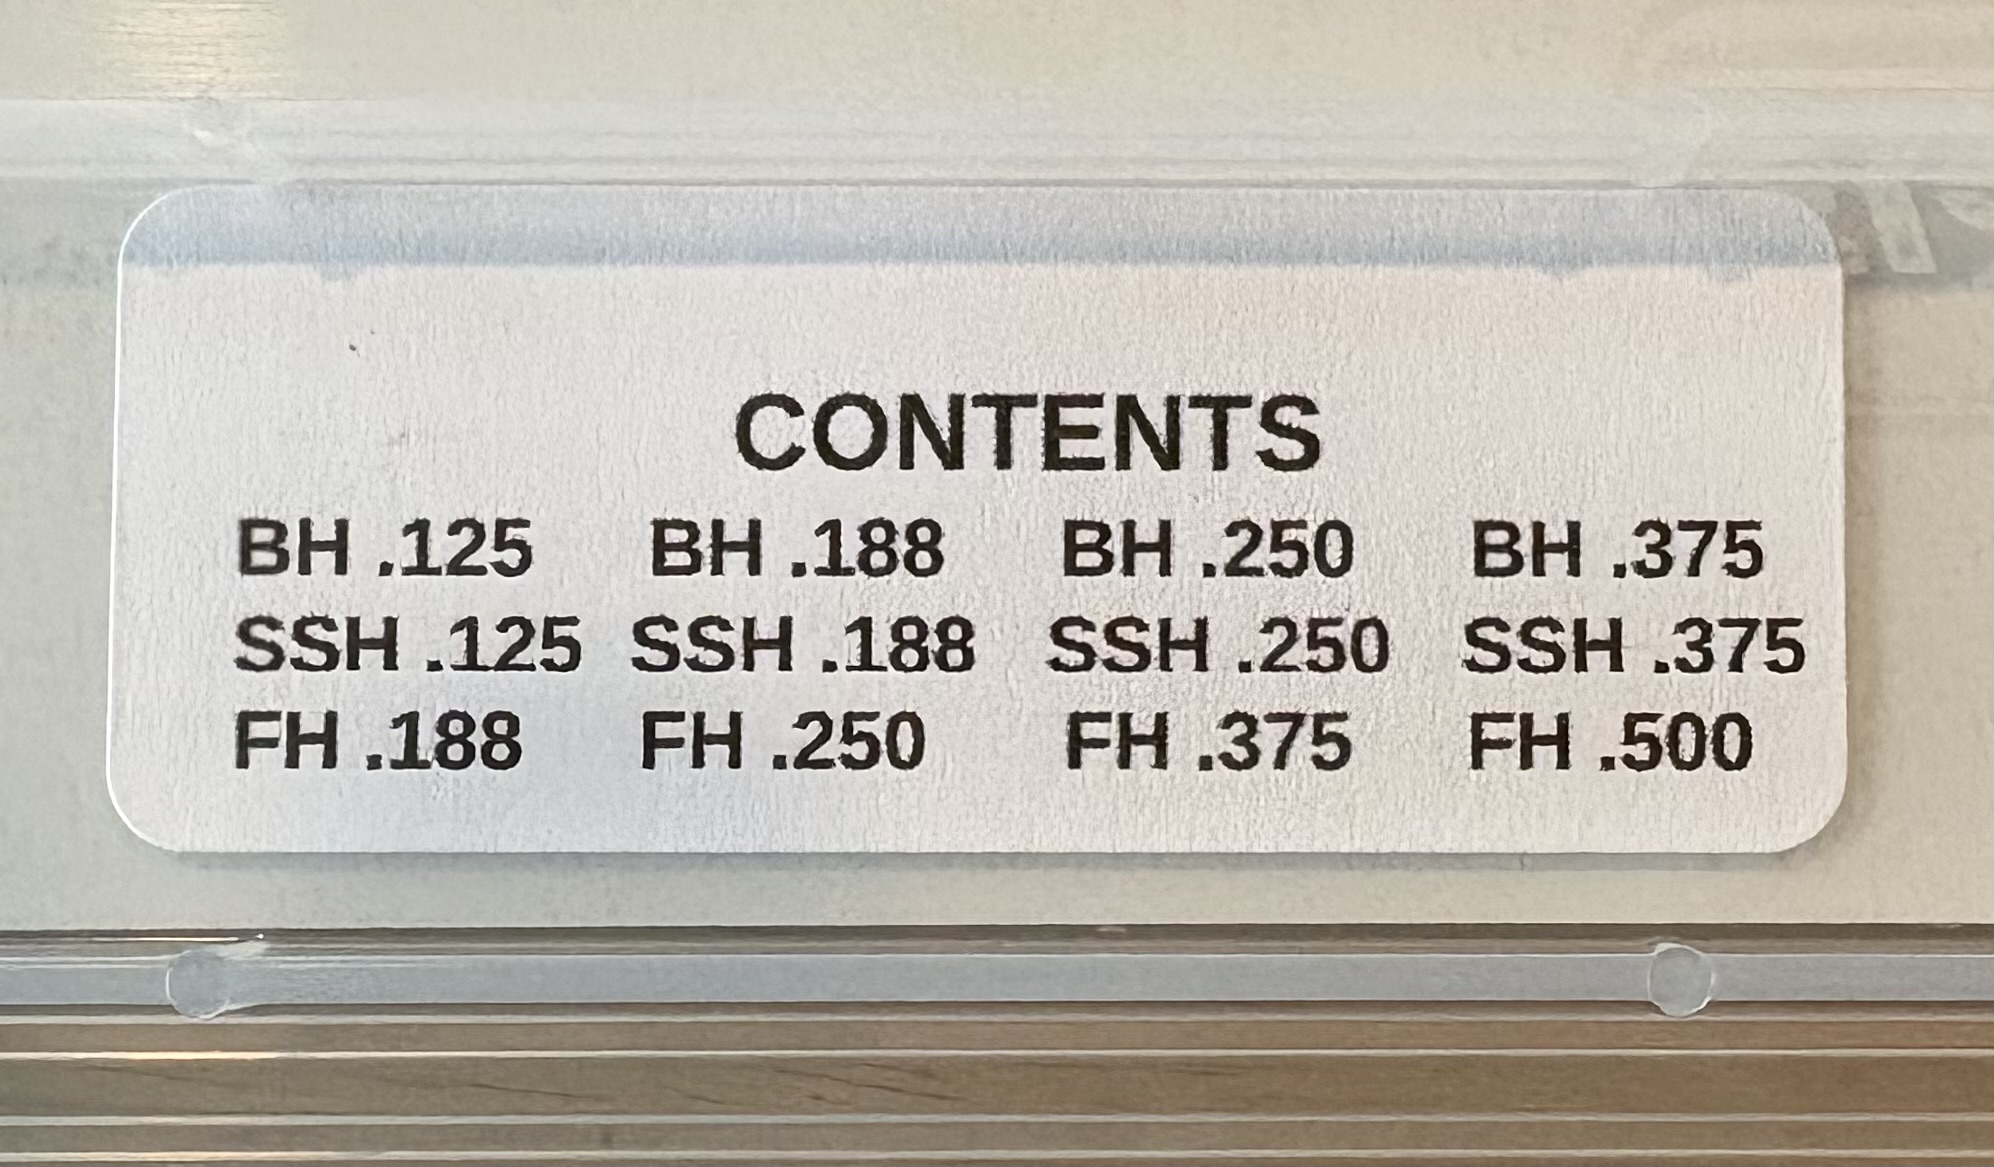 CONTENTS
BH .125 BH .188 BH .250 BH .375
SSH .125 SSH .188 SSH .250 SSH .375
FH .188 FH .250 FH .375 FH .500